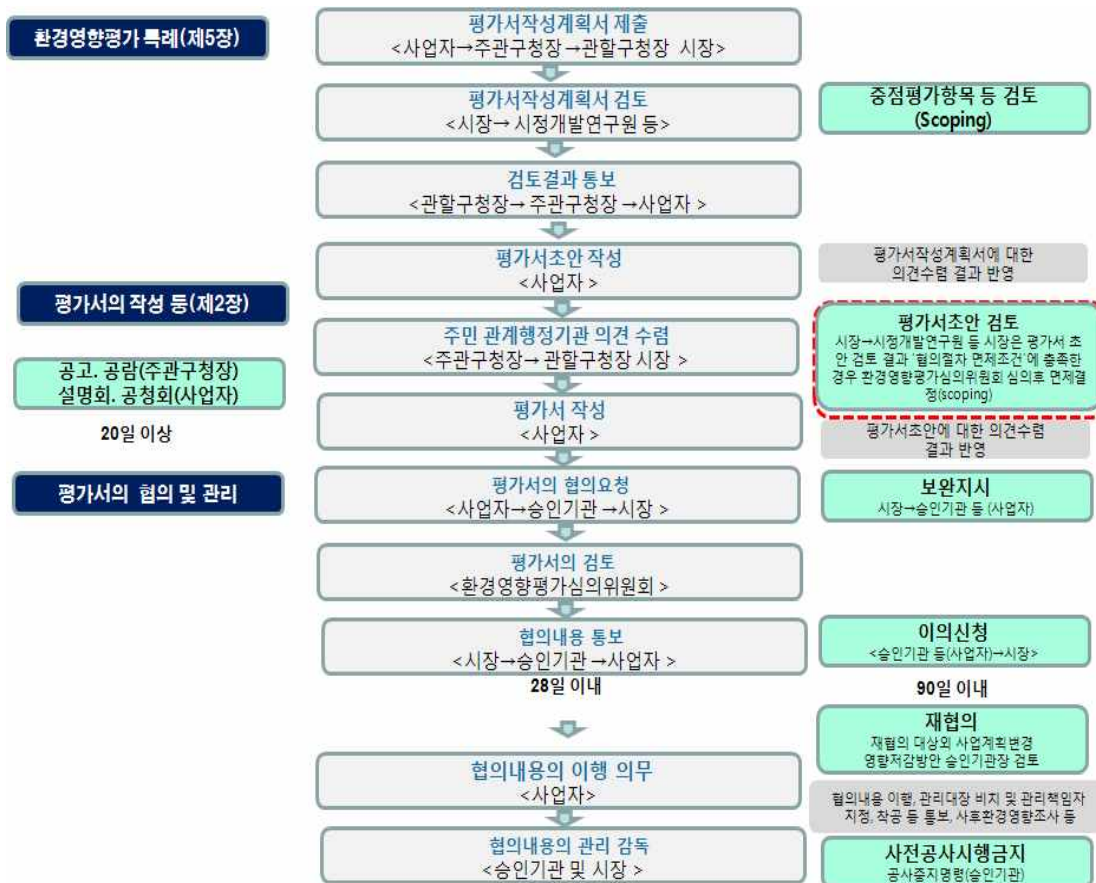 환경영향평가 특례(제5장)
평가서작성계획서 제출
<사업자→주관구청장→관할구청장 시장>
평가서작성계획서 검토
<시장→ 시정개발연구원 등>
중점평가항목 등 검토
(Scoping)
검토결과 통보
<관할구청장→ 주관구청장 →사업자 >
평가서초안 작성
<사업자 >
평가서작성계획서에 대한
의견수렴 결과 반영
평가서의 작성 등(제2장)
주민 관계행정기관 의견 수렴
<주관구청장→ 관할구청장 시장 >
평가서초안 검토
시장→시정개발연구원 등 시장은 평가서 초
안 검토 결과 '협의절차 면제조건'에 충족한
경우 환경영향평가심의위원회 심의후 면제결
정(scoping)
공고. 공람(주관구청장)
설명회. 공청회(사업자)
20일 이상
평가서 작성
<사업자 >
평가서초안에 대한 의견수렴
결과 반영
평가서의 협의 및 관리
평가서의 협의요청
<사업자→승인기관 →시장 >
보완지시
시장→승인기관 등 (사업자)
평가서의 검토
<환경영향평가심의위원회 >
협의내용 통보
<시장→승인기관 →사업자 >
28일 이내
이의신청
<승인기관 등(사업자)→시장>
90일 이내
재협의
재협의 대상외 사업계획변경
영향저감방안 승인기관장 검토
협의내용의 이행 의무
<사업자>
협의내용 이행, 관리대장 비치 및 관리책임자
지정, 착공 등 통보, 사후환경영향조사 등
협의내용의 관리 감독
<승인기관 및 시장 >
사전공사시행금지
공사중지명령(승인기관)